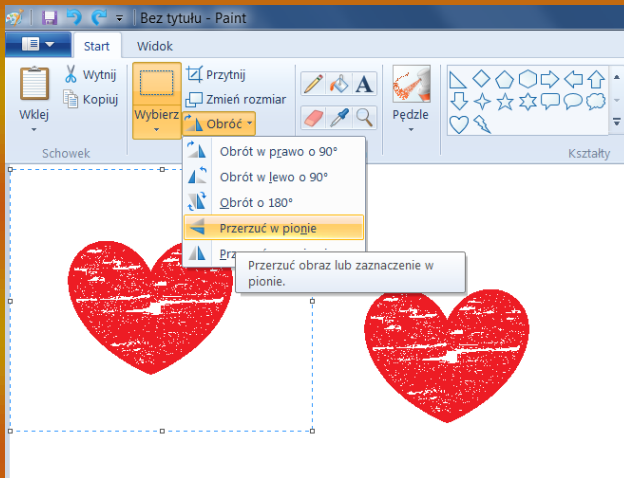 Bez tytułu - Paint
Start Widok
Wklej
Wytnij
Kopiuj
Schowek
Wybierz
Przytnij
Zmień rozmiar
Obróć
A
Pędzle
Kształty
Obrót w prawo o 90°
Obrót w lewo o 90°
Obrót o 180°
Przerzuć w pionie
Przerzuć obraz lub zaznaczenie w
pionie.